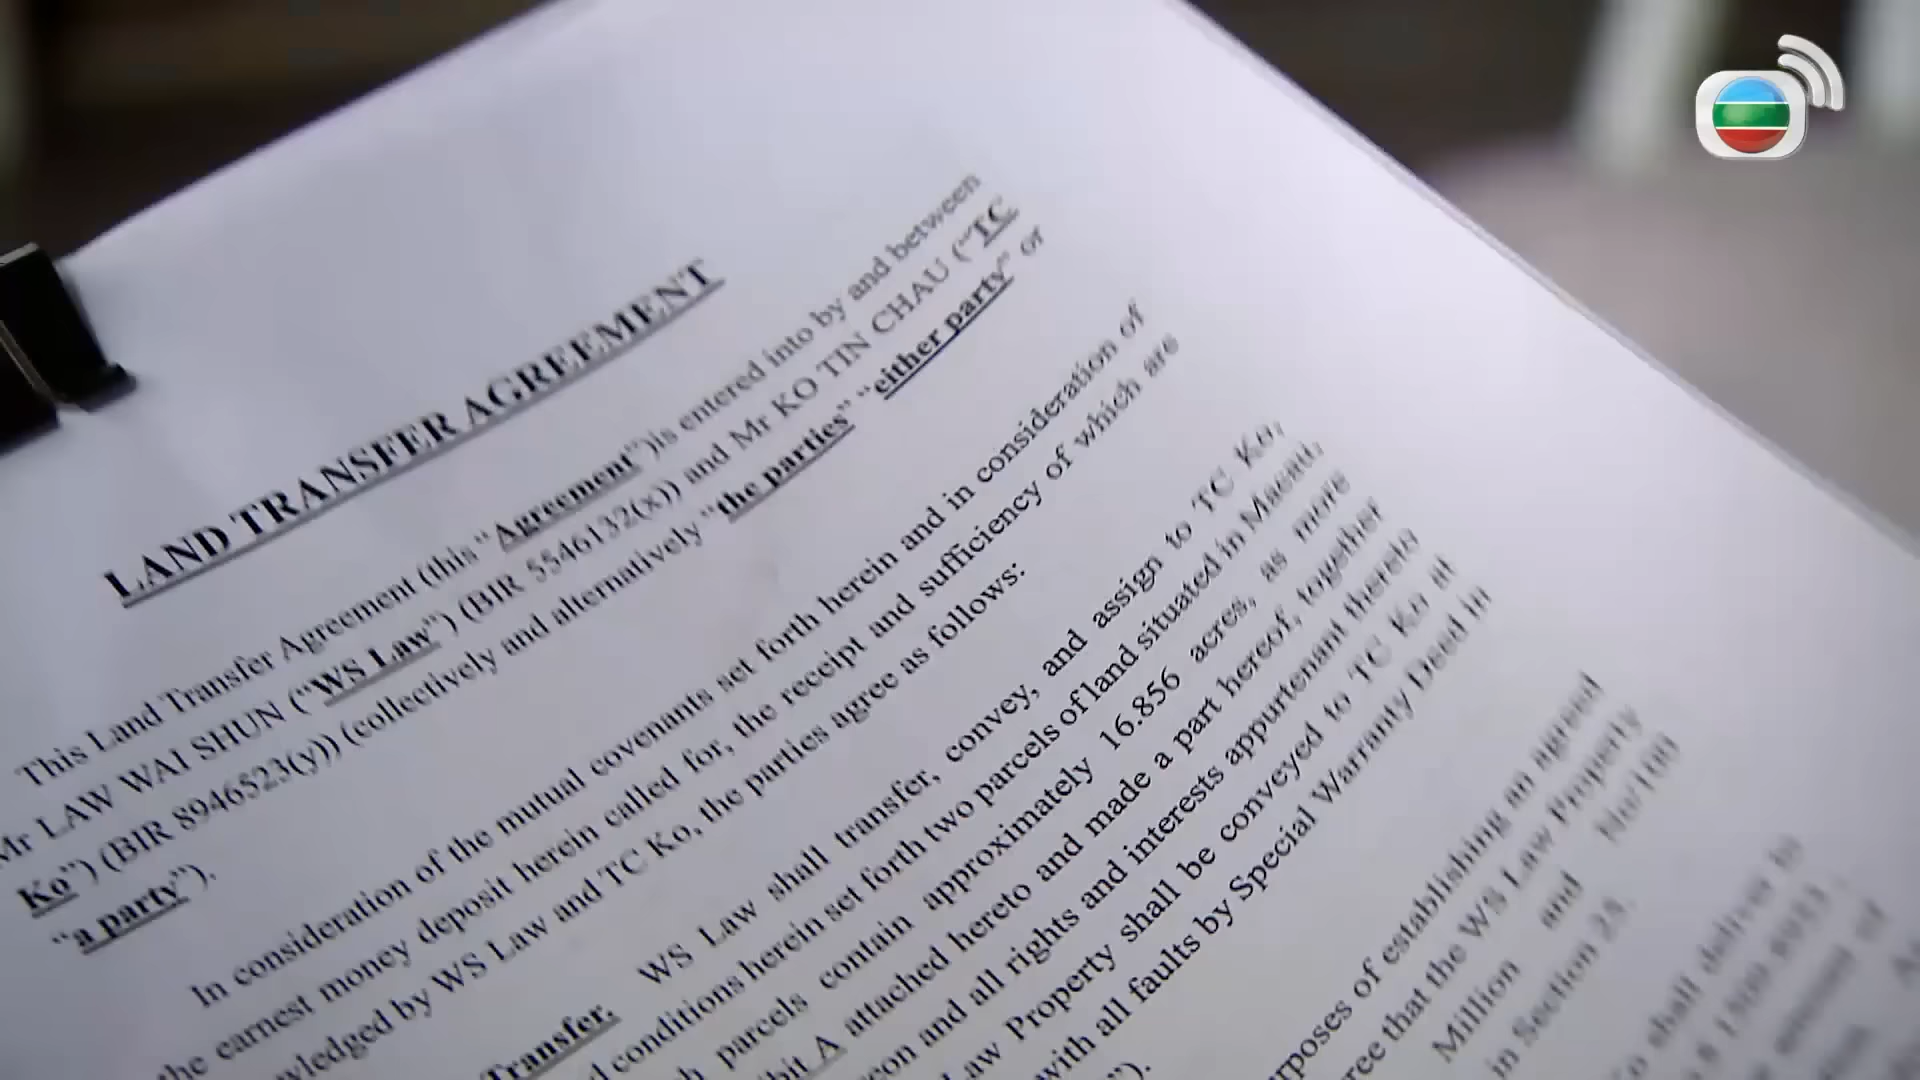 LAND TRANSFER AGREEMENT
This Land Transfer Agreement (this “Agreement”)is entered into by and between
Mr LAW WAI SHUN (“WS Law”) (BIR 5546132(x)) and Mr KO TIN CHAU (“TC
Ko”) (BIR 8946523(y)) (collectively and alternatively “the parties” “either party” or
“a party”).
In consideration of the mutual covenants set forth herein and in consideration of
the earnest money deposit herein called for, the receipt and sufficiency of which are
by WS Law and TC Ko, the parties agree as follows:
Transfer. WS Law shall transfer, convey, and assign to TC Ko,
conditions herein set forth two parcels of land situated in Macau,
parcels contain approximately 16.856 acres, as more
A attached hereto and made a part hereof, together
and all rights and interests appurtenant thereto
Law Property shall be conveyed to TC Ko at
with all faults by Special Warranty Deed in
”).
of establishing an agreed
that the WS Law Property
Million and No/100
in Section 25.
shall deliver to